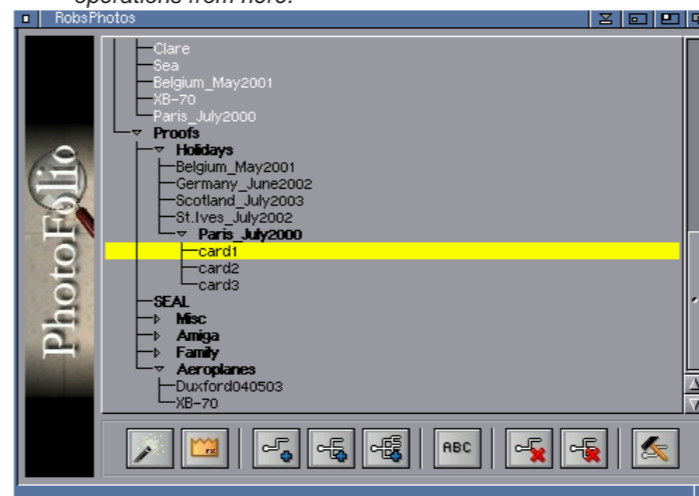 operations from here.
RobsPhotos
PhotoFolio
Clare
Sea
Belgium_May2001
XB-70
Paris_July2000
Proofs
Holidays
Belgium_May2001
Germany_June2002
Scotland_July2003
St.Ives_July2002
Paris_July2000
card1
card2
card3
SEAL
Misc
Amiga
Family
Aeroplanes
Duxford040503
XB-70
ABC